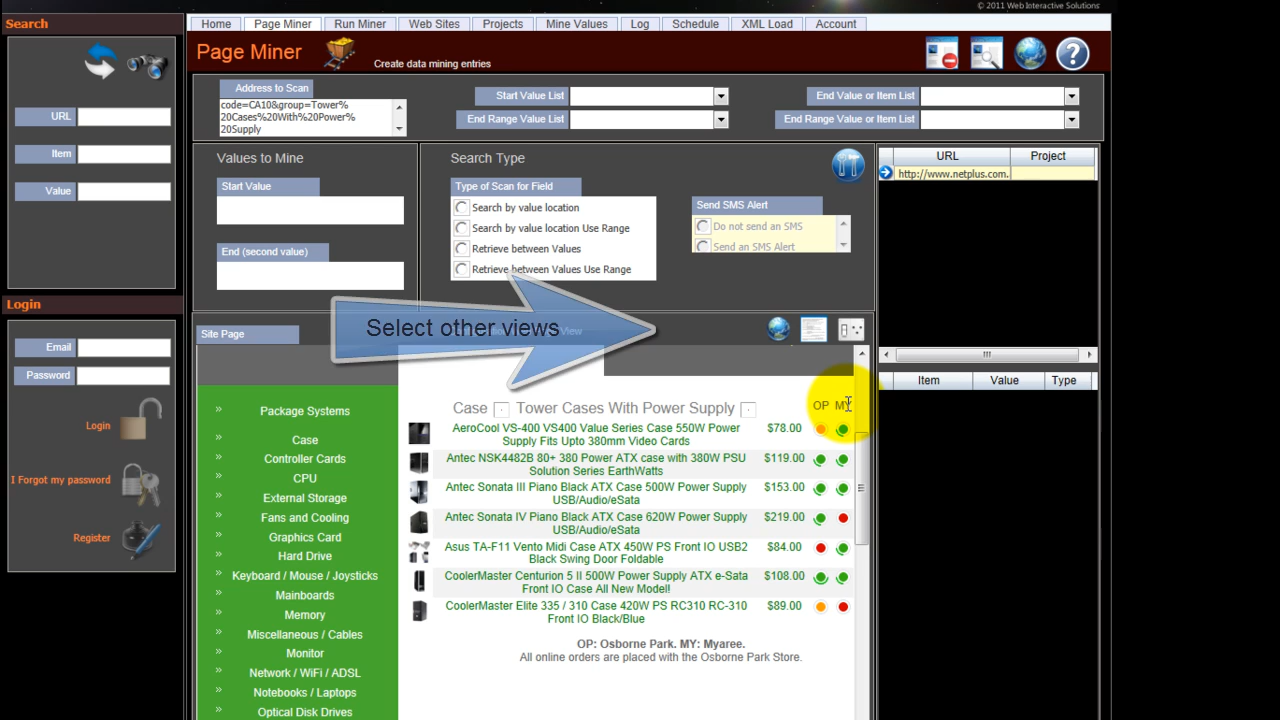 © 2011 Web Interactive Solutions
Search
Home
Page Miner
Run Miner
Web Sites
Projects
Mine Values
Log
Schedule
XML Load
Account
Page Miner
Create data mining entries
Address to Scan
code=CA10&group=Tower%
20Cases%20With%20Power%
20Supply
Start Value List
End Value or Item List
End Range Value List
End Range Value or Item List
URL
Item
Value
Values to Mine
Start Value
End (second value)
Search Type
Type of Scan for Field
Search by value location
Search by value location Use Range
Retrieve between Values
Retrieve between Values Use Range
Send SMS Alert
Do not send an SMS
Send an SMS Alert
URL
Project
http://www.netplus.com.
Login
Email
Password
Login
I Forgot my password
Register
Site Page
Select other views
View
Item
Value
Type
Package Systems
Case
Controller Cards
CPU
External Storage
Fans and Cooling
Graphics Card
Hard Drive
Keyboard / Mouse / Joysticks
Mainboards
Memory
Miscellaneous / Cables
Monitor
Network / WiFi / ADSL
Notebooks / Laptops
Optical Disk Drives
Case - Tower Cases With Power Supply -
OP MY
AeroCool VS-400 VS400 Value Series Case 550W Power $78.00
Supply Fits Upto 380mm Video Cards
Antec NSK4482B 80+ 380 Power ATX case with 380W PSU $119.00
Solution Series EarthWatts
Antec Sonata III Piano Black ATX Case 500W Power Supply $153.00
USB/Audio/eSata
Antec Sonata IV Piano Black ATX Case 620W Power Supply $219.00
USB/Audio/eSata
Asus TA-F11 Vento Midi Case ATX 450W PS Front IO USB2 $84.00
Black Swing Door Foldable
CoolerMaster Centurion 5 II 500W Power Supply ATX e-Sata $108.00
Front IO Case All New Model!
CoolerMaster Elite 335 / 310 Case 420W PS RC310 RC-310 $89.00
Front IO Black/Blue
OP: Osborne Park. MY: Myaree.
All online orders are placed with the Osborne Park Store.